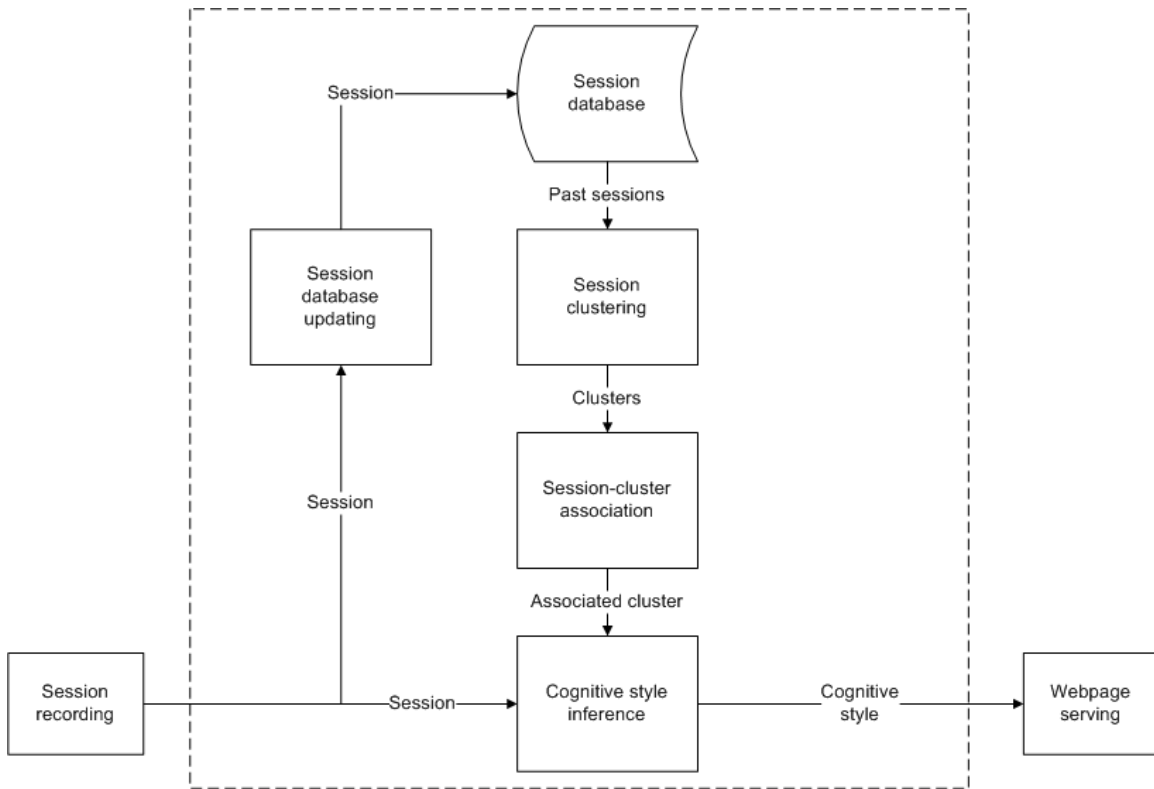 Session
Session
database
Past sessions
Session
database
updating
Session
clustering
Clusters
Session
Session-cluster
association
Associated cluster
Session
recording
Session
Cognitive style
inference
Cognitive
style
Webpage
serving